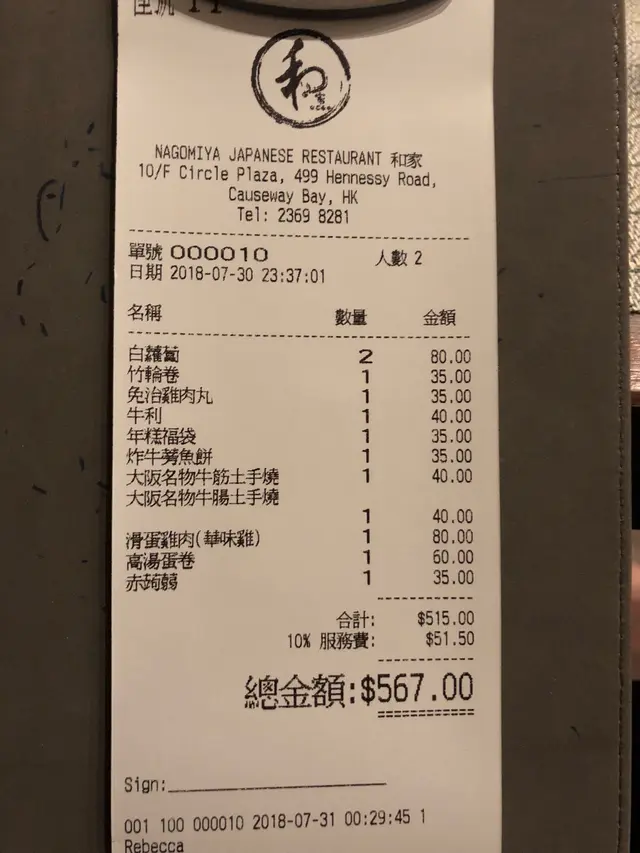 座號 11
和家
NAGOMIYA JAPANESE RESTAURANT 和家
10/F Circle Plaza, 499 Hennessy Road,
Causeway Bay, HK
Tel: 2369 8281
單號 000010 人數 2
日期 2018-07-30 23:37:01
名稱 數量 金額
白蘿蔔 2 80.00
竹輪卷 1 35.00
免治雞肉丸 1 35.00
牛利 1 40.00
年糕福袋 1 35.00
炸牛蒡魚餅 1 35.00
大阪名物牛筋土手燒 1 40.00
大阪名物牛腸土手燒
1 40.00
滑蛋雞肉(華味雞) 1 80.00
高湯蛋卷 1 60.00
赤蒟蒻 1 35.00
合計: $515.00
10% 服務費: $51.50
總金額:$567.00
Sign:
001 100 000010 2018-07-31 00:29:45 1
Rebecca